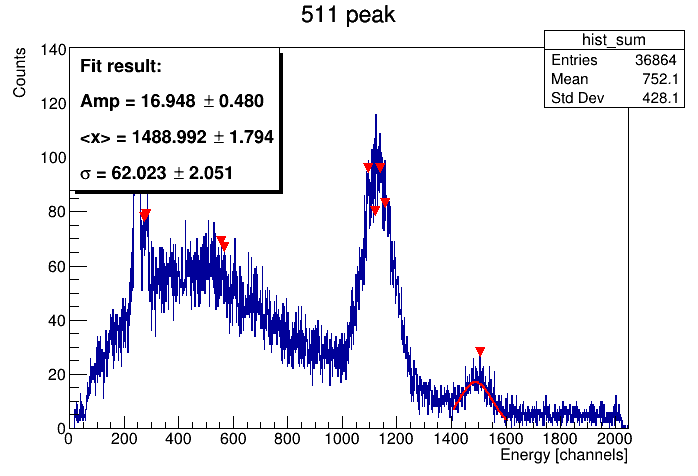 511 peak
hist_sum
Entries 36864
Mean 752.1
Std Dev 428.1
Fit result:
Amp = 16.948 ± 0.480
<x> = 1488.992 ± 1.794
σ = 62.023 ± 2.051
Counts
140
120
100
80
60
40
20
0
0 200 400 600 800 1000 1200 1400 1600 1800 2000
Energy [channels]